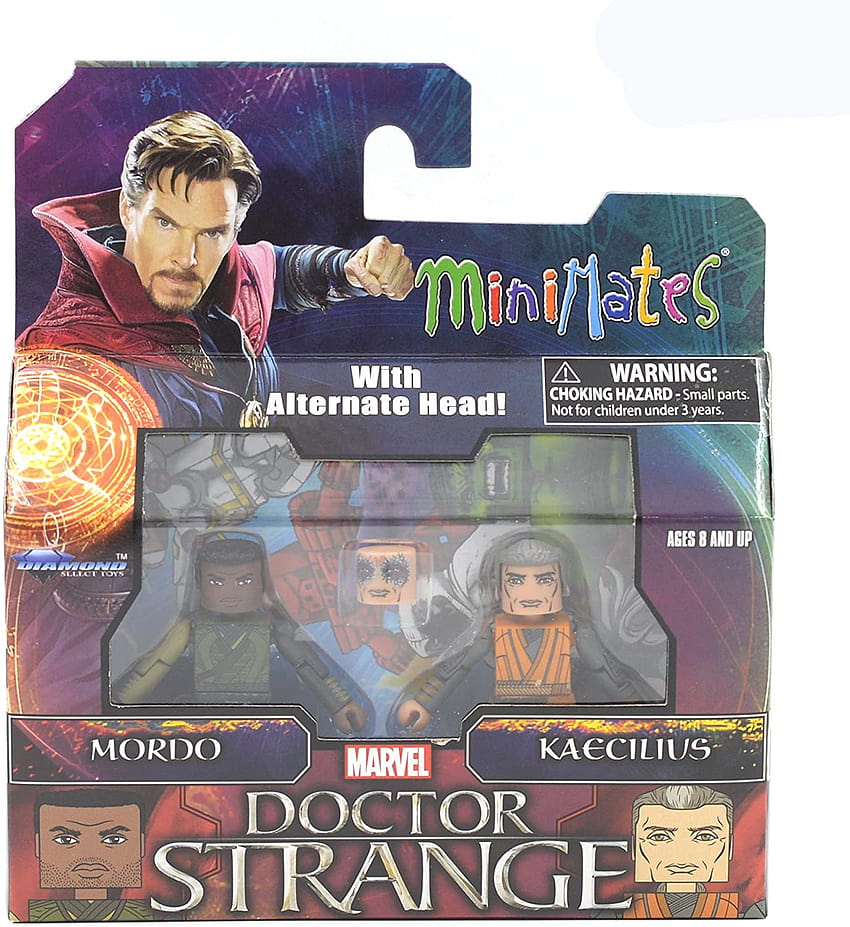 MiniMates®
With
Alternate Head!
WARNING:
CHOKING HAZARD - Small parts.
Not for children under 3 years.
AGES 8 AND UP
DIAMOND™
SELECT TOYS
MORDO
KAECILIUS
MARVEL
DOCTOR
STRANGE